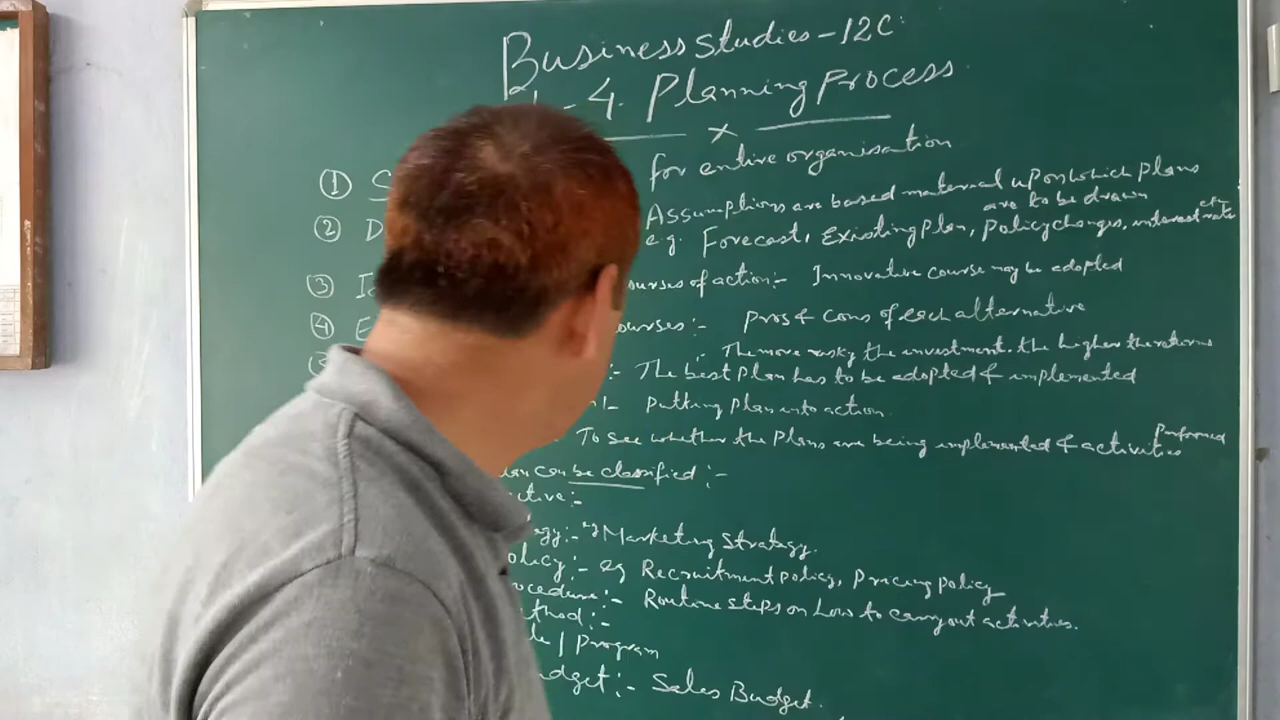 Business Studies - 12C
- 4. Planning Process
x
① S for entire organisation
② D Assumptions are based material upon which plans
are to be drawn
e.g. Forecast, Existing Plan, Policy changes, interest rate etc
③ I ourses of action:- Innovative course may be adopted
④ E ourses:- Pros & Cons of each alternative
:- The more risky the investment, the higher the returns
:- The best plan has to be adopted & implemented
:- Putting Plan into action
To see whether the Plans are being implemented & activities Performed
lan can be classified:-
ctive:-
egy:- eg Marketing Strategy.
olicy:- eg Recruitment policy, Pricing policy
ocedure:- Routine steps on how to carry out activities.
thod:-
le / Program
udget:- Sales Budget.